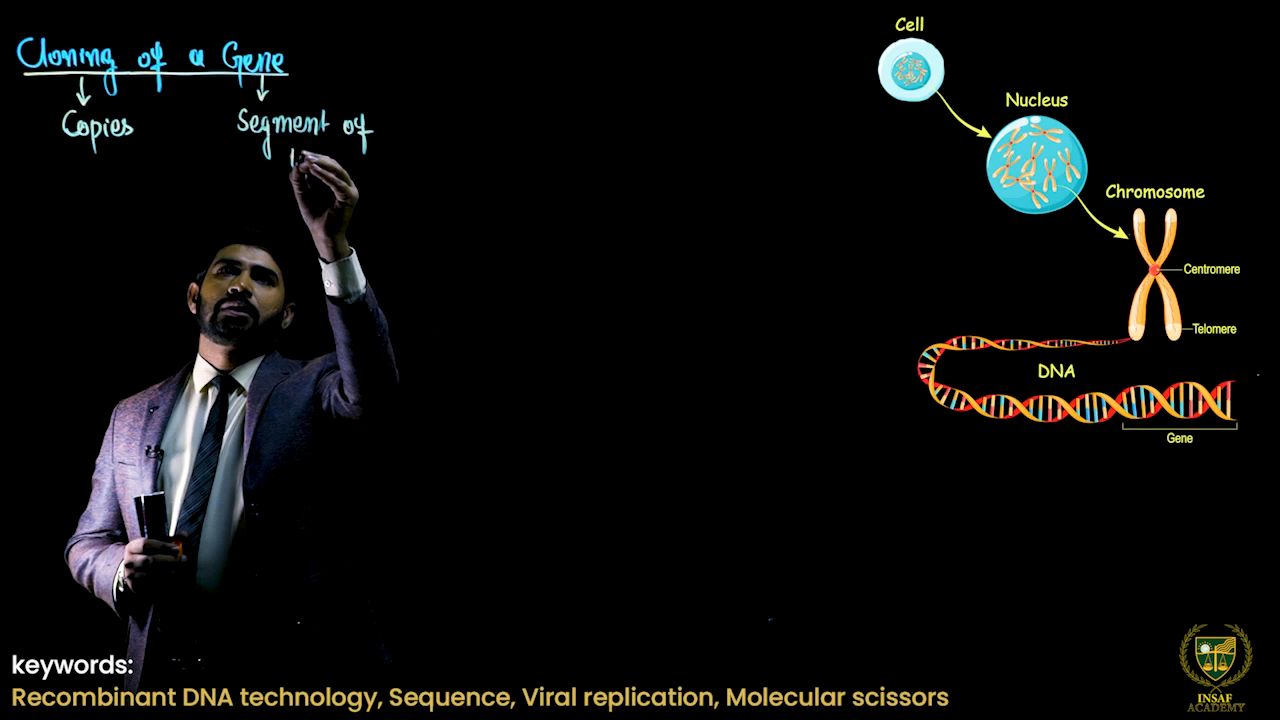 Cloning of a Gene
Copies
Segment of
Cell
Nucleus
Chromosome
Centromere
Telomere
DNA
Gene
keywords:
Recombinant DNA technology, Sequence, Viral replication, Molecular scissors
INSAF
ACADEMY